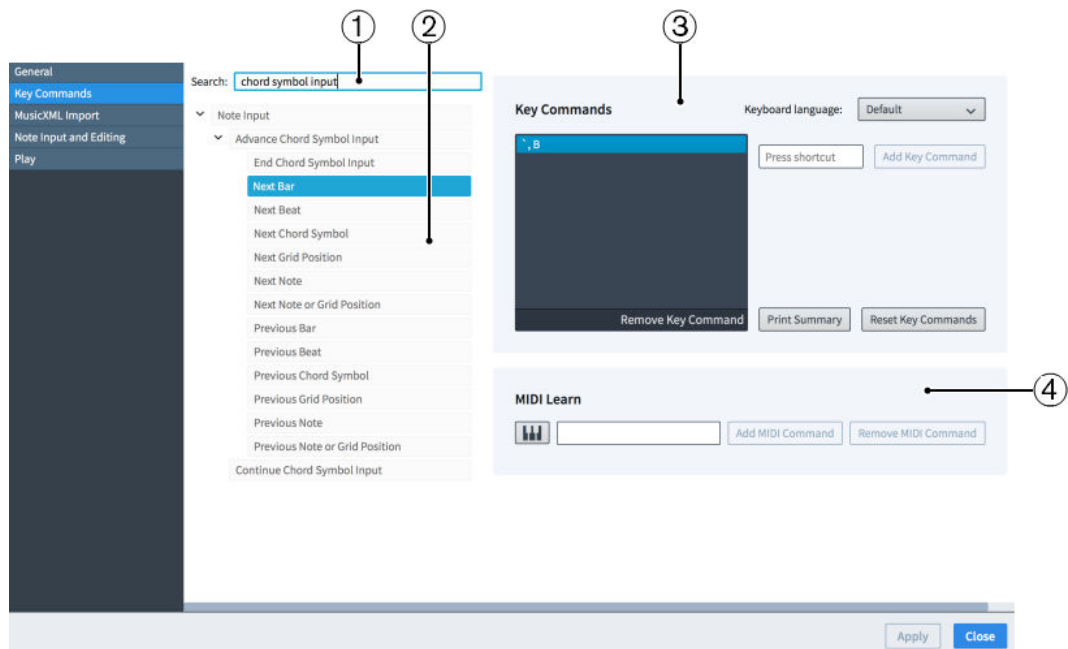 ① ② ③
General
Key Commands
MusicXML Import
Note Input and Editing
Play
Search: chord symbol input
Note Input
Advance Chord Symbol Input
End Chord Symbol Input
Next Bar
Next Beat
Next Chord Symbol
Next Grid Position
Next Note
Next Note or Grid Position
Previous Bar
Previous Beat
Previous Chord Symbol
Previous Grid Position
Previous Note
Previous Note or Grid Position
Continue Chord Symbol Input
Key Commands Keyboard language: Default
`, B
Press shortcut Add Key Command
Remove Key Command Print Summary Reset Key Commands
④
MIDI Learn
Add MIDI Command Remove MIDI Command
Apply Close